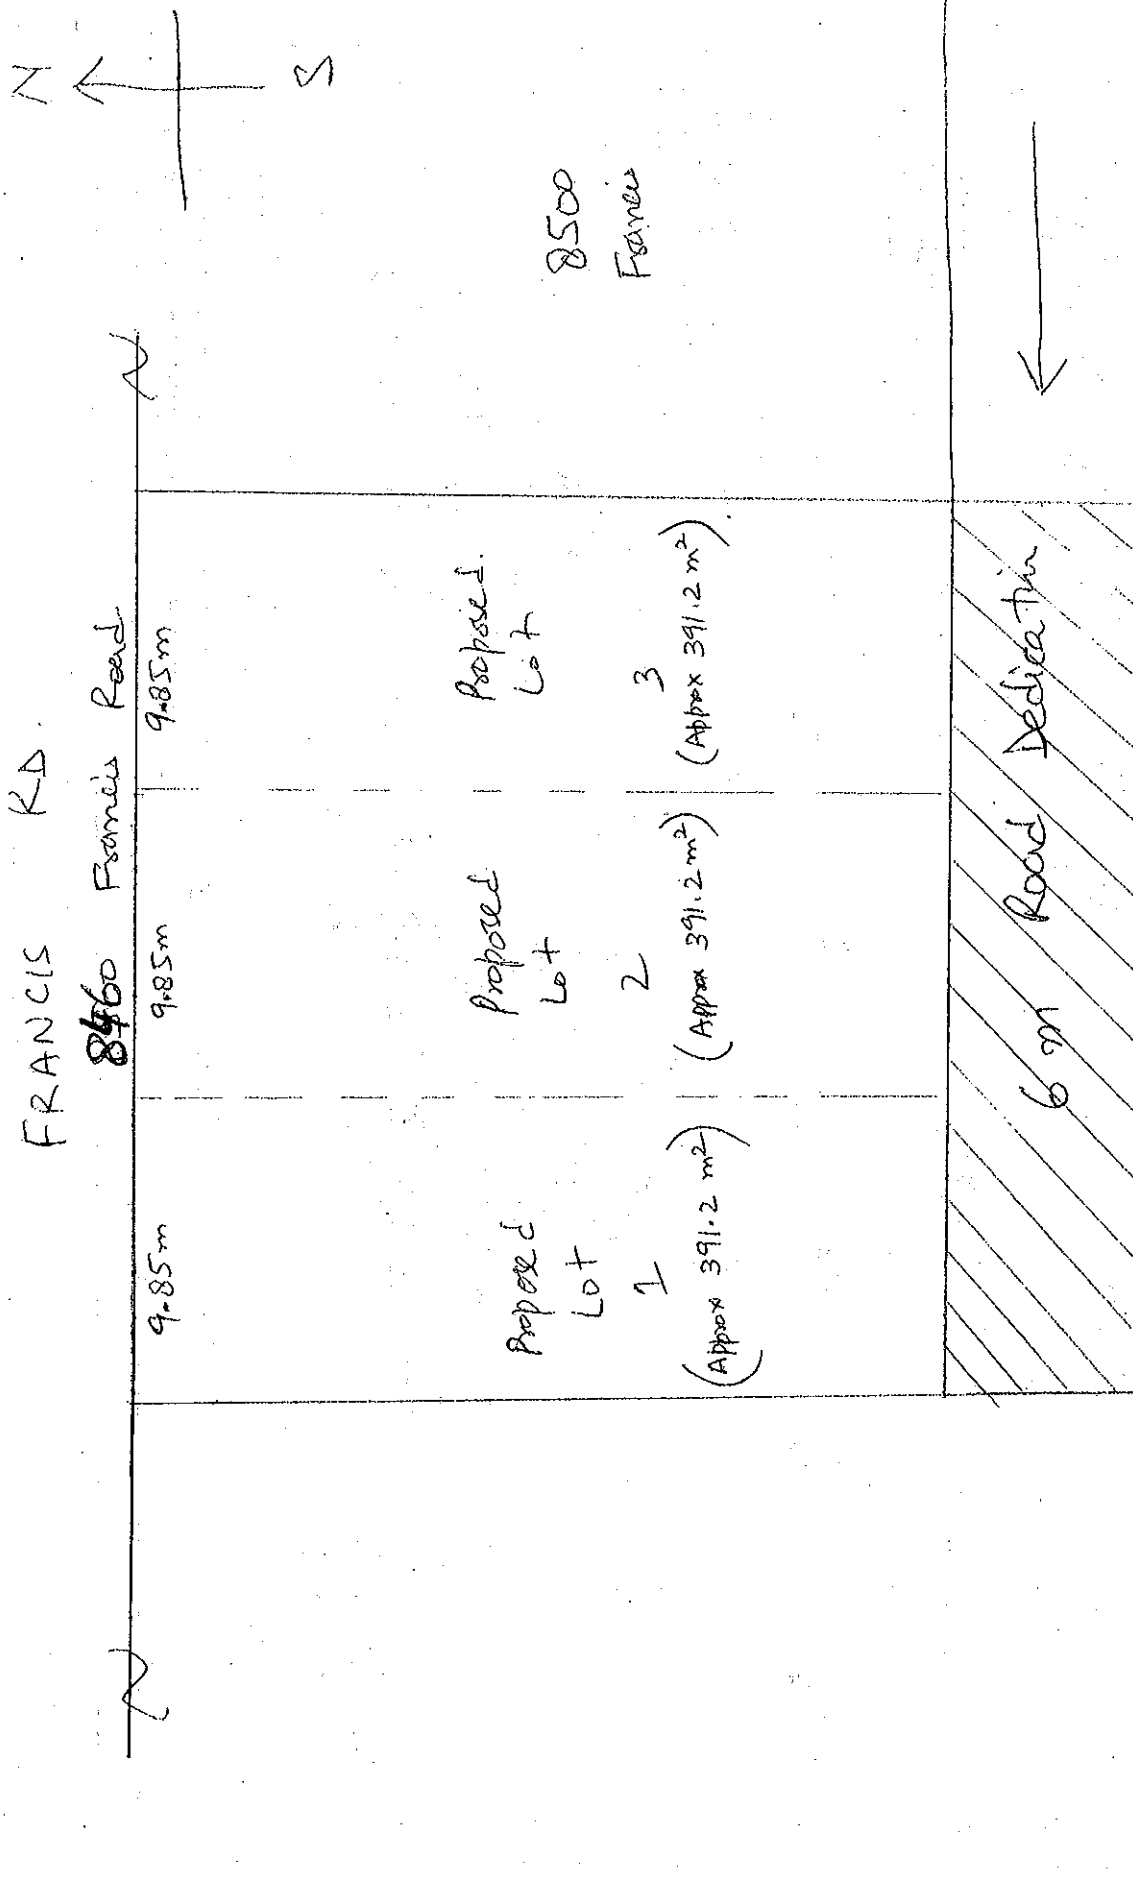 N
S
FRANCIS RD.
8460 Francis Road
9.85m 9.85m 9.85m
Proposed
Lot
1
(Approx 391.2 m²)
Proposed
Lot
2
(Approx 391.2 m²)
Proposed.
Lot
3
(Approx 391.2 m²).
8500
Francis
6 m Road Dedication